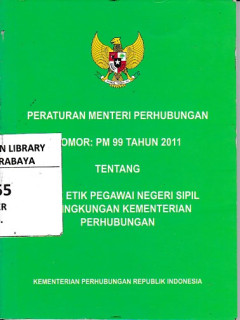 PERATURAN MENTERI PERHUBUNGAN
NOMOR: PM 99 TAHUN 2011
TENTANG
ETIK PEGAWAI NEGERI SIPIL
LINGKUNGAN KEMENTERIAN
PERHUBUNGAN
N LIBRARY
RABAYA
KEMENTERIAN PERHUBUNGAN REPUBLIK INDONESIA